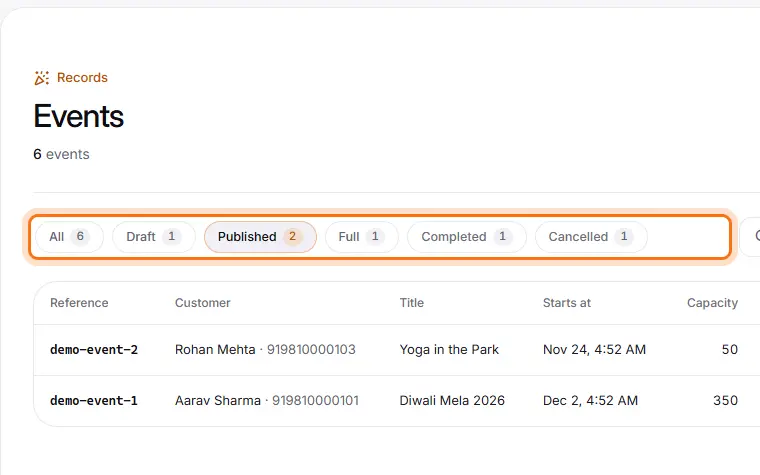 Records
Events
6 events
All 6 Draft 1 Published 2 Full 1 Completed 1 Cancelled 1
Reference Customer Title Starts at Capacity
demo-event-2 Rohan Mehta · 919810000103 Yoga in the Park Nov 24, 4:52 AM 50
demo-event-1 Aarav Sharma · 919810000101 Diwali Mela 2026 Dec 2, 4:52 AM 350